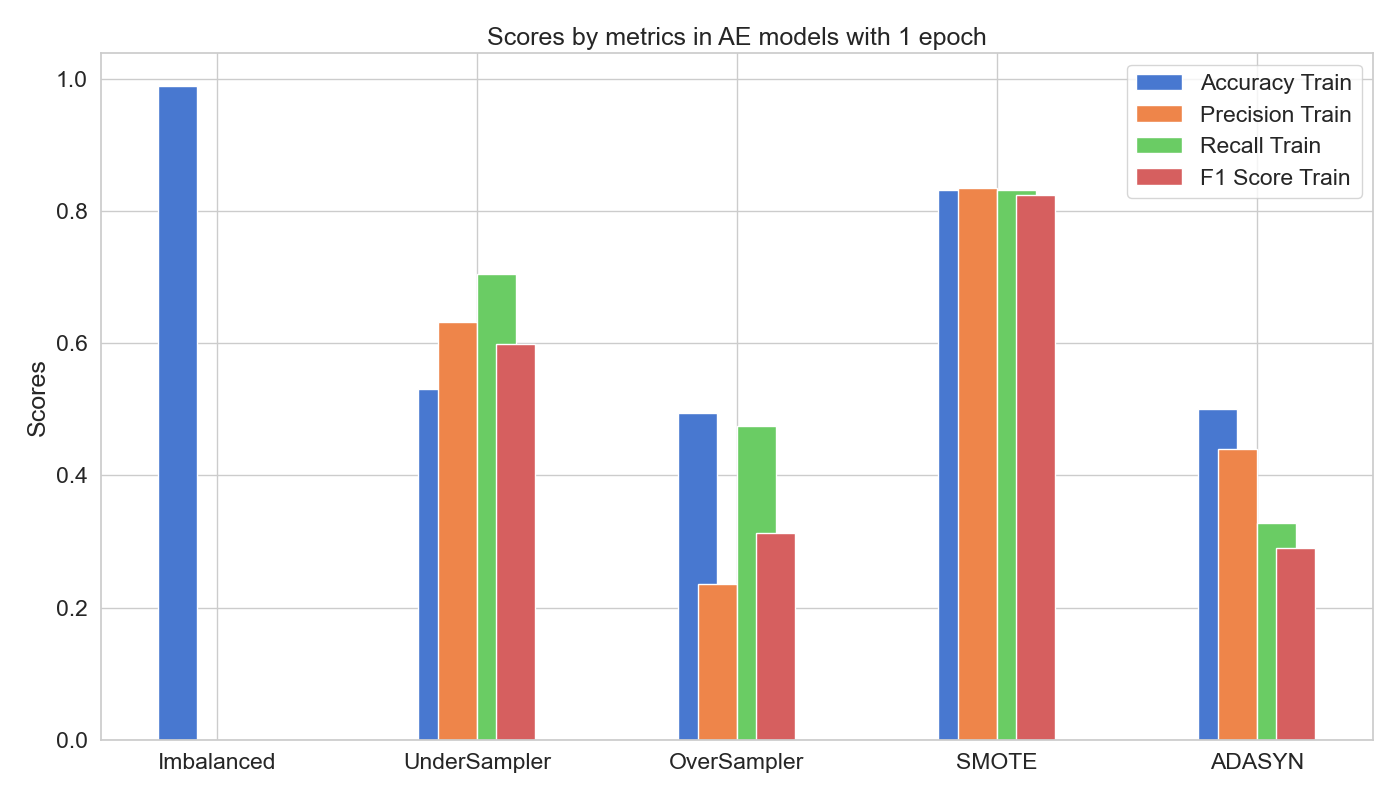 Scores by metrics in AE models with 1 epoch
Accuracy Train
Precision Train
Recall Train
F1 Score Train
Scores
1.0
0.8
0.6
0.4
0.2
0.0
Imbalanced UnderSampler OverSampler SMOTE ADASYN